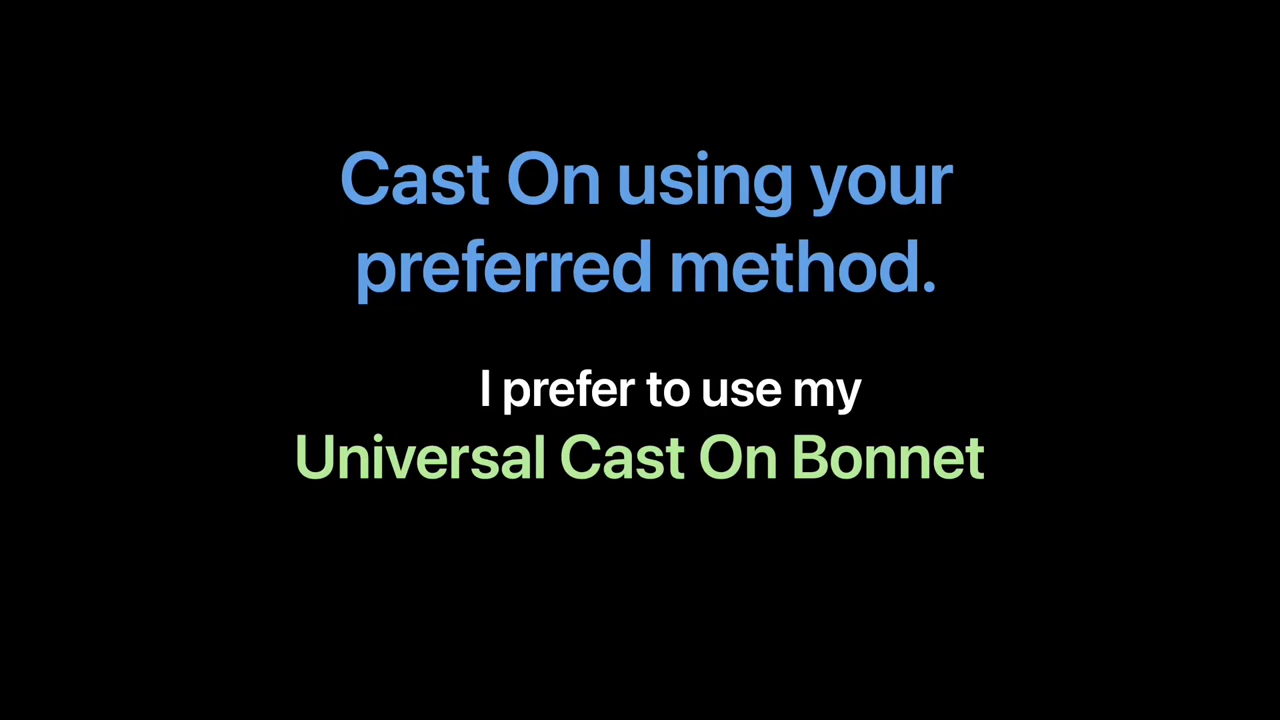 Cast On using your
preferred method.
I prefer to use my
Universal Cast On Bonnet